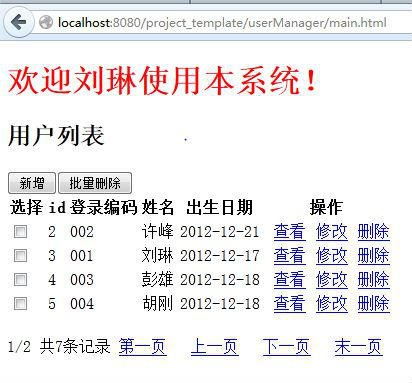 localhost:8080/project_template/userManager/main.html
欢迎刘琳使用本系统！
用户列表
新增 批量删除
选择 id 登录编码 姓名 出生日期 操作
2 002 许峰 2012-12-21 查看 修改 删除
3 001 刘琳 2012-12-17 查看 修改 删除
4 003 彭雄 2012-12-18 查看 修改 删除
5 004 胡刚 2012-12-18 查看 修改 删除
1/2 共7条记录 第一页 上一页 下一页 末一页